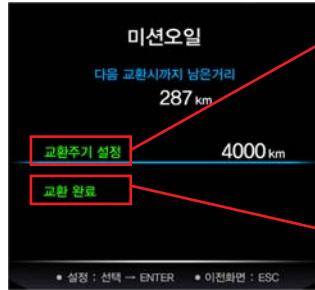 미션오일
다음 교환시까지 남은거리
287 km
교환주기 설정 4000 km
교환 완료
• 설정 : 선택 → ENTER • 이전화면 : ESC